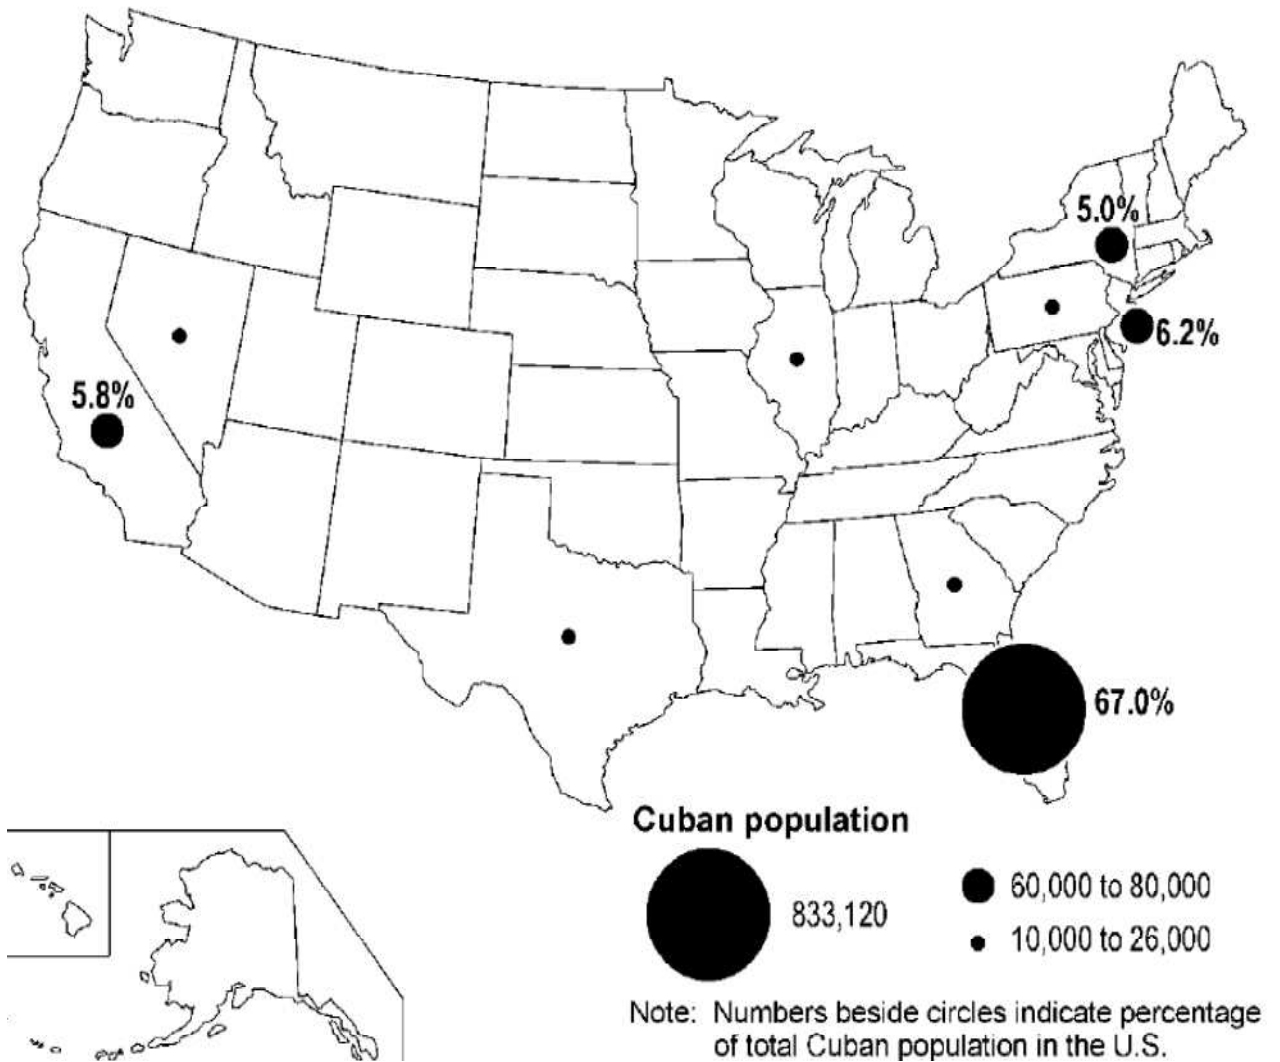 5.0%
6.2%
5.8%
67.0%
Cuban population
833,120
60,000 to 80,000
10,000 to 26,000
Note: Numbers beside circles indicate percentage
of total Cuban population in the U.S.